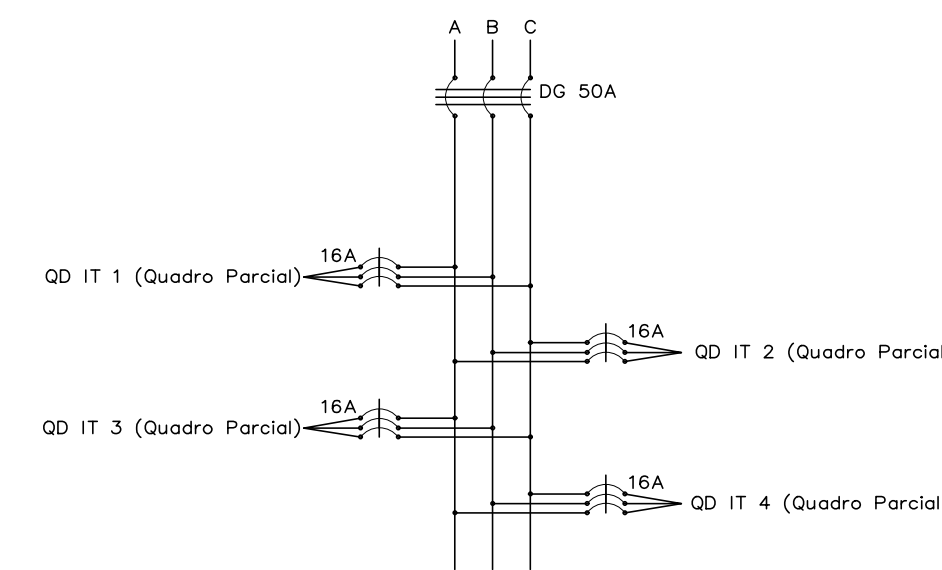 A B C
DG 50A
16A
QD IT 1 (Quadro Parcial)
16A
QD IT 2 (Quadro Parcial
16A
QD IT 3 (Quadro Parcial)
16A
QD IT 4 (Quadro Parcial